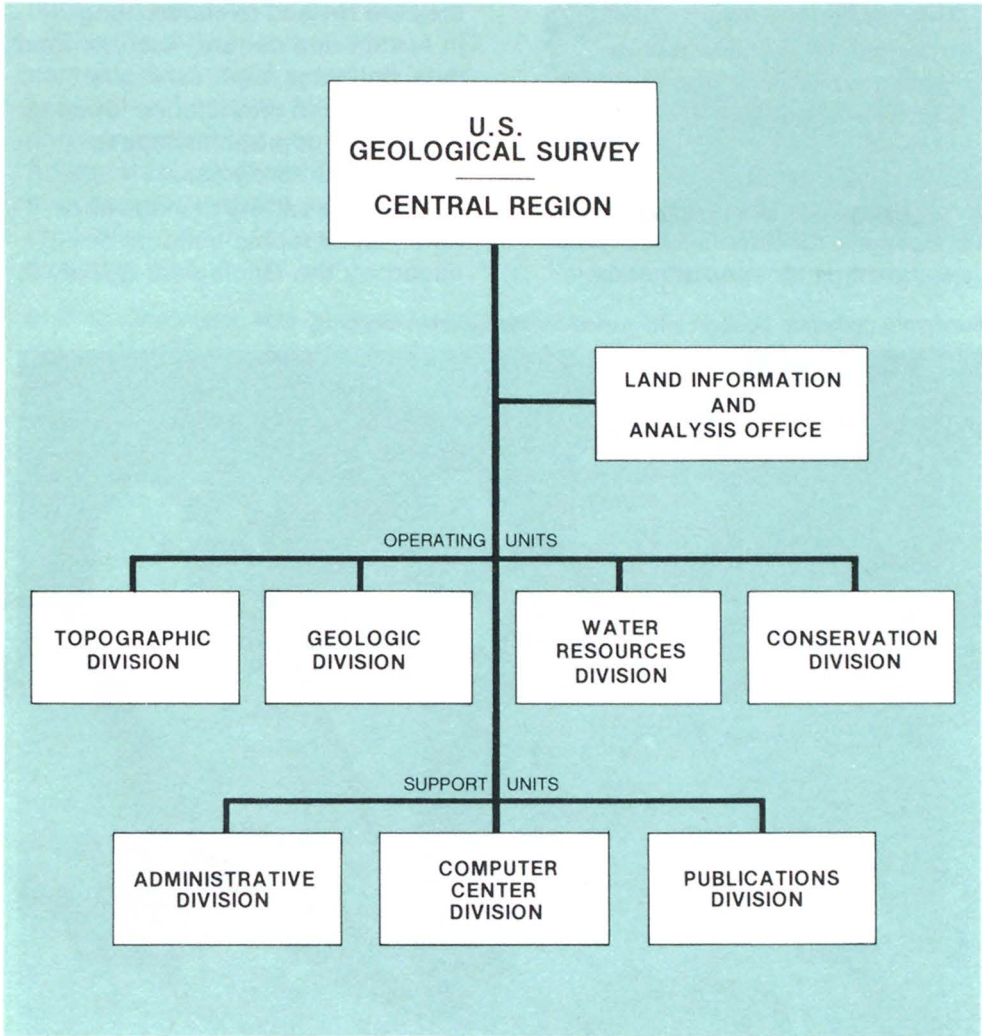 U.S.
GEOLOGICAL SURVEY
CENTRAL REGION
LAND INFORMATION
AND
ANALYSIS OFFICE
OPERATING UNITS
TOPOGRAPHIC
DIVISION
GEOLOGIC
DIVISION
WATER
RESOURCES
DIVISION
CONSERVATION
DIVISION
SUPPORT UNITS
ADMINISTRATIVE
DIVISION
COMPUTER
CENTER
DIVISION
PUBLICATIONS
DIVISION